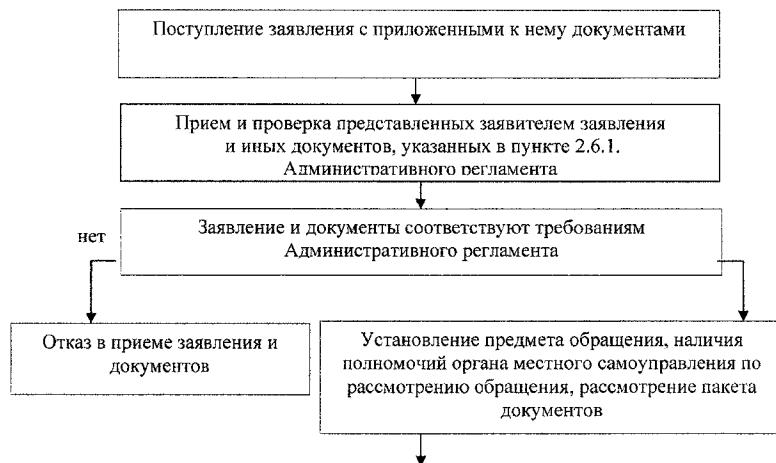 Поступление заявления с приложенными к нему документами
Прием и проверка представленных заявителем заявления
и иных документов, указанных в пункте 2.6.1.
Административного регламента
Заявление и документы соответствуют требованиям
Административного регламента
нет
Отказ в приеме заявления и
документов
Установление предмета обращения, наличия
полномочий органа местного самоуправления по
рассмотрению обращения, рассмотрение пакета
документов